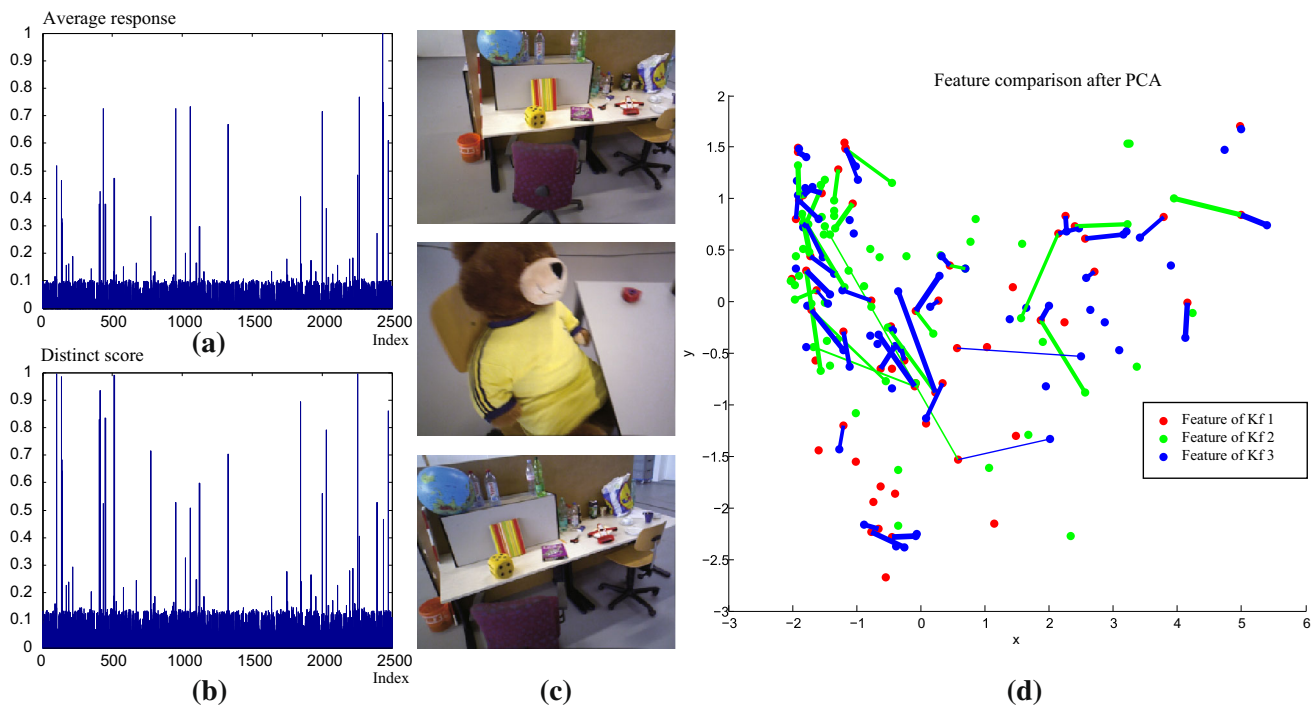 Average response
1
0.9
0.8
0.7
0.6
0.5
0.4
0.3
0.2
0.1
0
0 500 1000 1500 2000 2500
Index
(a)
Distinct score
1
0.9
0.8
0.7
0.6
0.5
0.4
0.3
0.2
0.1
0
0 500 1000 1500 2000 2500
Index
(b)
(c)
Feature comparison after PCA
2
1.5
1
0.5
0
−0.5
−1
−1.5
−2
−2.5
−3
y
−3 −2 −1 0 1 2 3 4 5 6
x
Feature of Kf 1
Feature of Kf 2
Feature of Kf 3
(d)